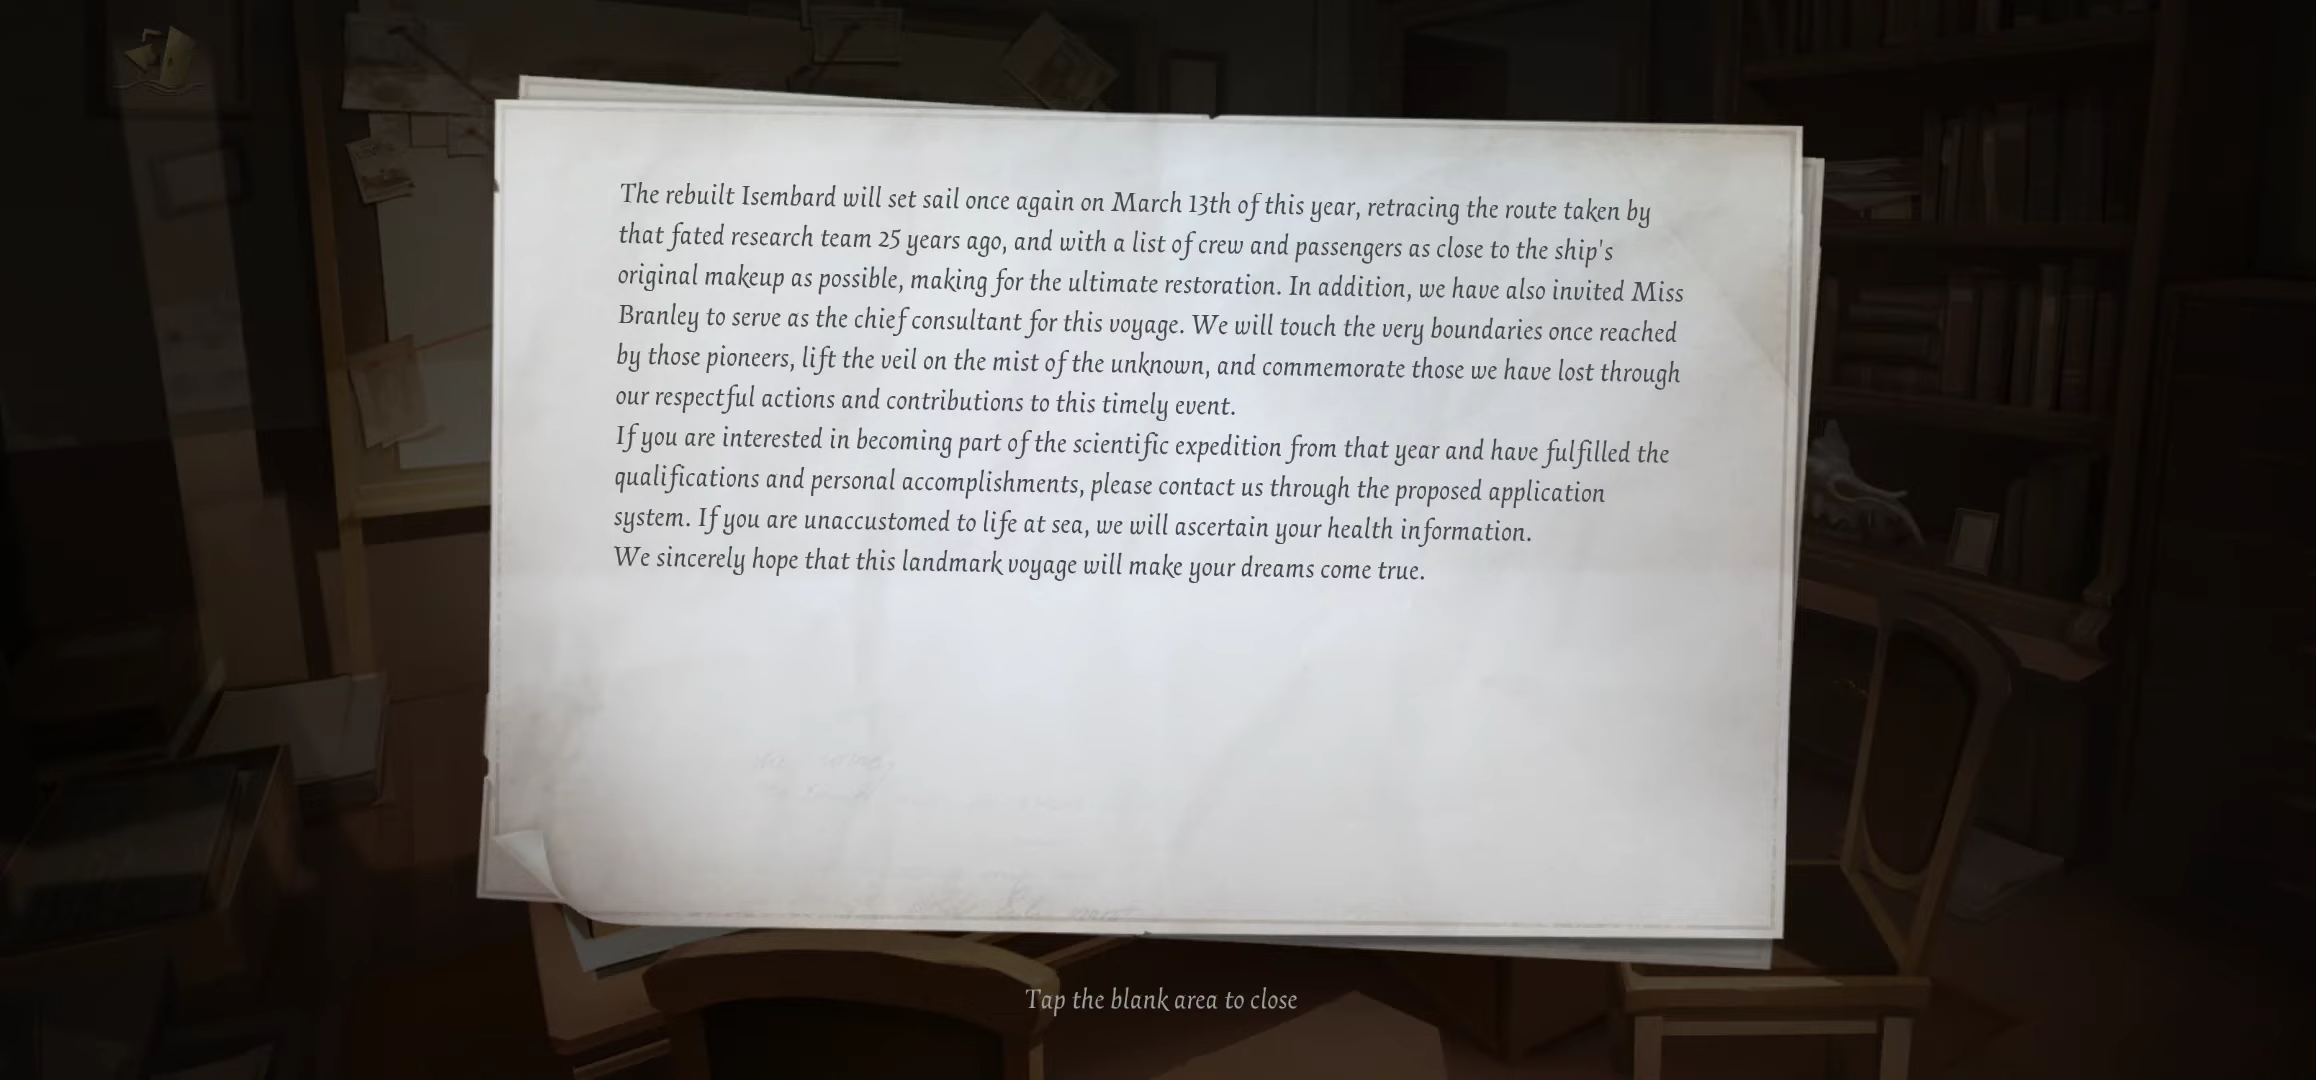 The rebuilt Isembard will set sail once again on March 13th of this year, retracing the route taken by
that fated research team 25 years ago, and with a list of crew and passengers as close to the ship's
original makeup as possible, making for the ultimate restoration. In addition, we have also invited Miss
Branley to serve as the chief consultant for this voyage. We will touch the very boundaries once reached
by those pioneers, lift the veil on the mist of the unknown, and commemorate those we have lost through
our respectful actions and contributions to this timely event.
If you are interested in becoming part of the scientific expedition from that year and have fulfilled the
qualifications and personal accomplishments, please contact us through the proposed application
system. If you are unaccustomed to life at sea, we will ascertain your health information.
We sincerely hope that this landmark voyage will make your dreams come true.
Tap the blank area to close